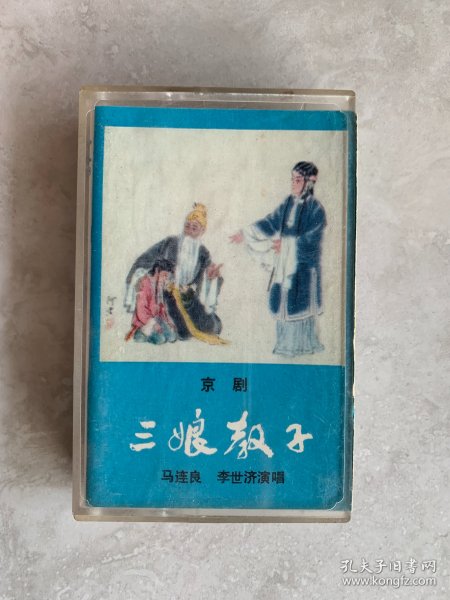 京剧
三娘教子
马连良 李世济演唱
孔夫子旧书网
www.kongfz.com